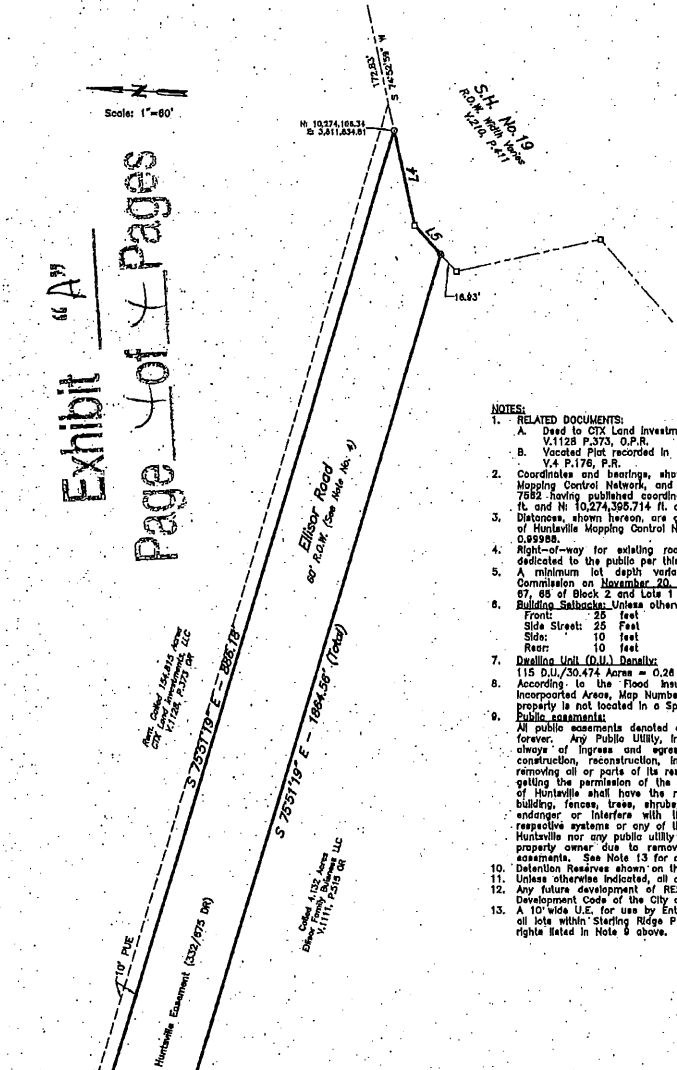 Scale: 1"=60'
Exhibit "A"
Page of Pages
172.83'
N: 10,274,108.34
E: 3,811,834.81
S.H. No. 19
R.O.W. Width Varies
V.210, P.411
L4
L5
16.93'
Ellisor Road
60' R.O.W. (See Note No. 4)
Rem. Called 154.815 Acres
CTX Land Investments, LLC
V.1128, P.373 OR
S 75°51'19" E - 886.18'
S 75°51'19" E - 1864.56' (Total)
Called 4.132 Acres
Ellisor Family Business LLC
V.1111, P.315 OR
10' PUE
Huntsville Easement (332/675 DR)
NOTES:
1. RELATED DOCUMENTS:
A. Deed to CTX Land Investm
V.1128 P.373, O.P.R.
B. Vacated Plat recorded in
V.4 P.176, P.R.
2. Coordinates and bearings, sho
Mapping Control Network, and
7582 having published coordin
ft. and N: 10,274,395.714 ft.
3. Distances, shown hereon, are
of Huntsville Mapping Control N
0.99988.
4. Right-of-way for existing roa
dedicated to the public per thi
5. A minimum lot depth varia
Commission on November 20,
67, 68 of Block 2 and Lots 1
6. Building Setbacks: Unless otherw
Front: 25 feet
Side Street: 25 Feet
Side: 10 feet
Rear: 10 feet
7. Dwelling Unit (D.U.) Density:
115 D.U./30.474 Acres = 0.26
8. According to the Flood Insu
Incorpoarted Areas, Map Numbe
property is not located in a Sp
9. Public easements:
All public easements denoted
forever. Any Public Utility, In
always of ingress and egres
construction, reconstruction, in
removing all or parts of its res
getting the permission of the
of Huntsville shall have the r
building, fences, trees, shrubs
endanger or interfere with th
respective systems or any of th
Huntsville nor any public utility
property owner due to remov
easements. See Note 13 for
10. Detention Reserves shown on th
11. Unless otherwise indicated, all
12. Any future development of RES
Development Code of the City
13. A 10' wide U.E. for use by Ent
all lots within Sterling Ridge P
rights listed in Note 9 above.